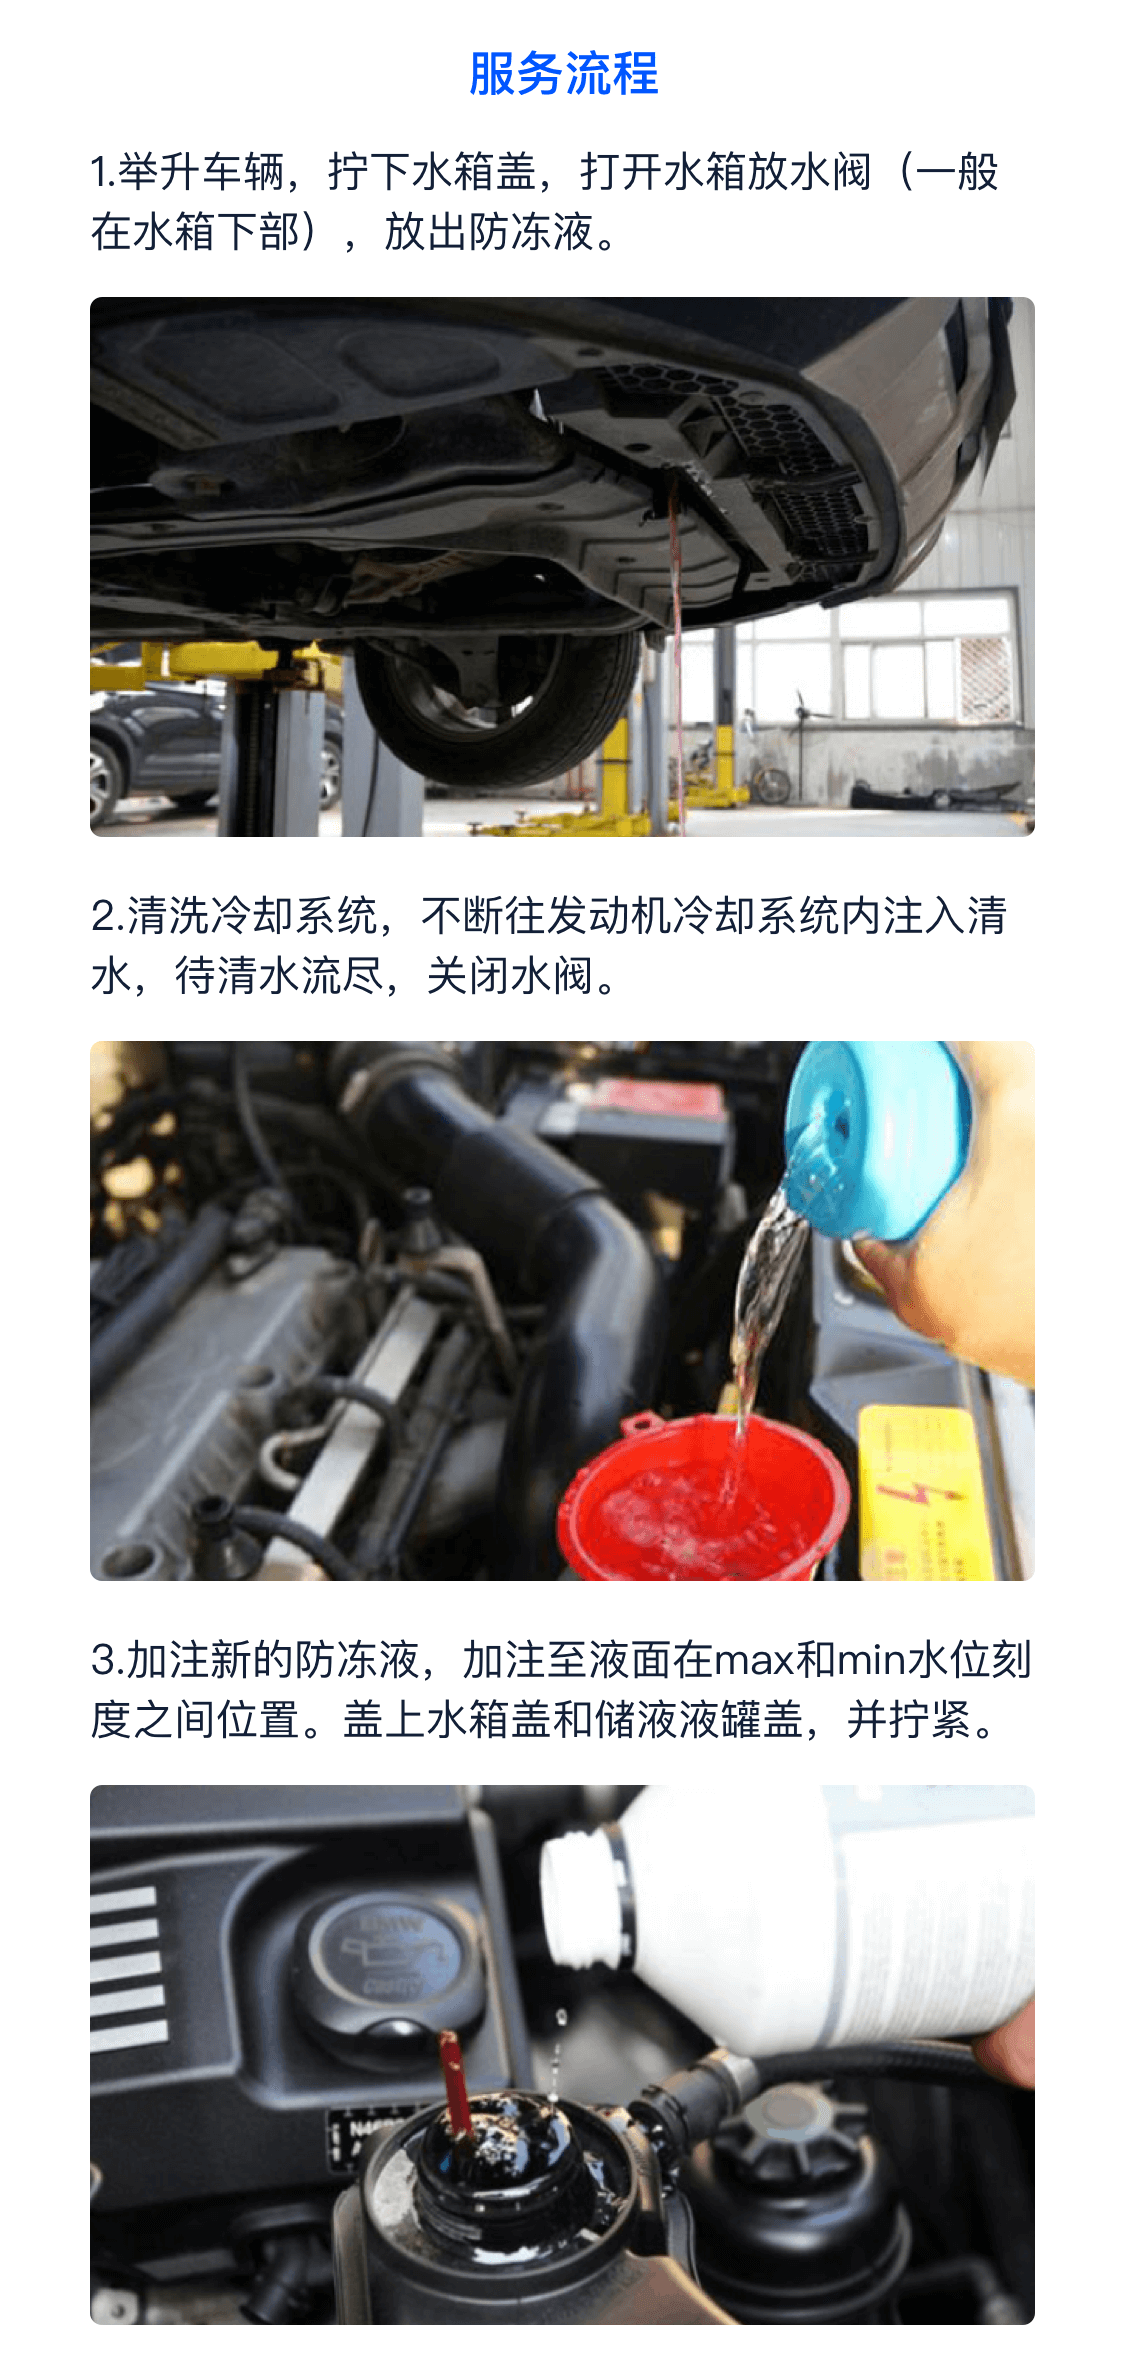 服务流程
1.举升车辆，拧下水箱盖，打开水箱放水阀（一般
在水箱下部），放出防冻液。
2.清洗冷却系统，不断往发动机冷却系统内注入清
水，待清水流尽，关闭水阀。
3.加注新的防冻液，加注至液面在max和min水位刻
度之间位置。盖上水箱盖和储液液罐盖，并拧紧。
BMW